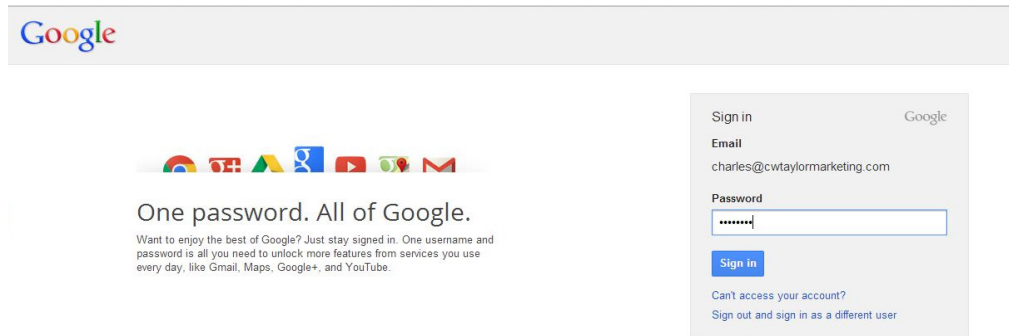 Google
Sign in Google
Email
charles@cwtaylormarketing.com
Password
••••••••
Sign in
Can't access your account?
Sign out and sign in as a different user
One password. All of Google.
Want to enjoy the best of Google? Just stay signed in. One username and
password is all you need to unlock more features from services you use
every day, like Gmail, Maps, Google+, and YouTube.